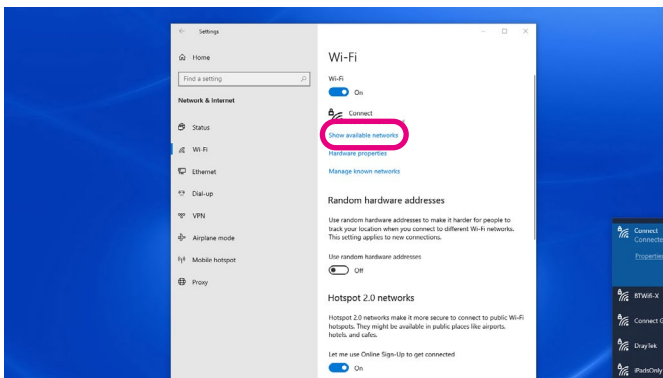 Settings
Home
Find a setting
Network & Internet
Status
Wi-Fi
Ethernet
Dial-up
VPN
Airplane mode
Mobile hotspot
Proxy
Wi-Fi
Wi-Fi
On
Connect
Show available networks
Hardware properties
Manage known networks
Random hardware addresses
Use random hardware addresses to make it harder for people to
track your location when you connect to different Wi-Fi networks.
This setting applies to new connections.
Use random hardware addresses
Off
Hotspot 2.0 networks
Hotspot 2.0 networks make it more secure to connect to public Wi-Fi
hotspots. They might be available in public places like airports,
hotels, and cafes.
Let me use Online Sign-Up to get connected
On
Connect
Connecte
Properties
BTWifi-X
Connect G
DrayTek
iPadsOnly